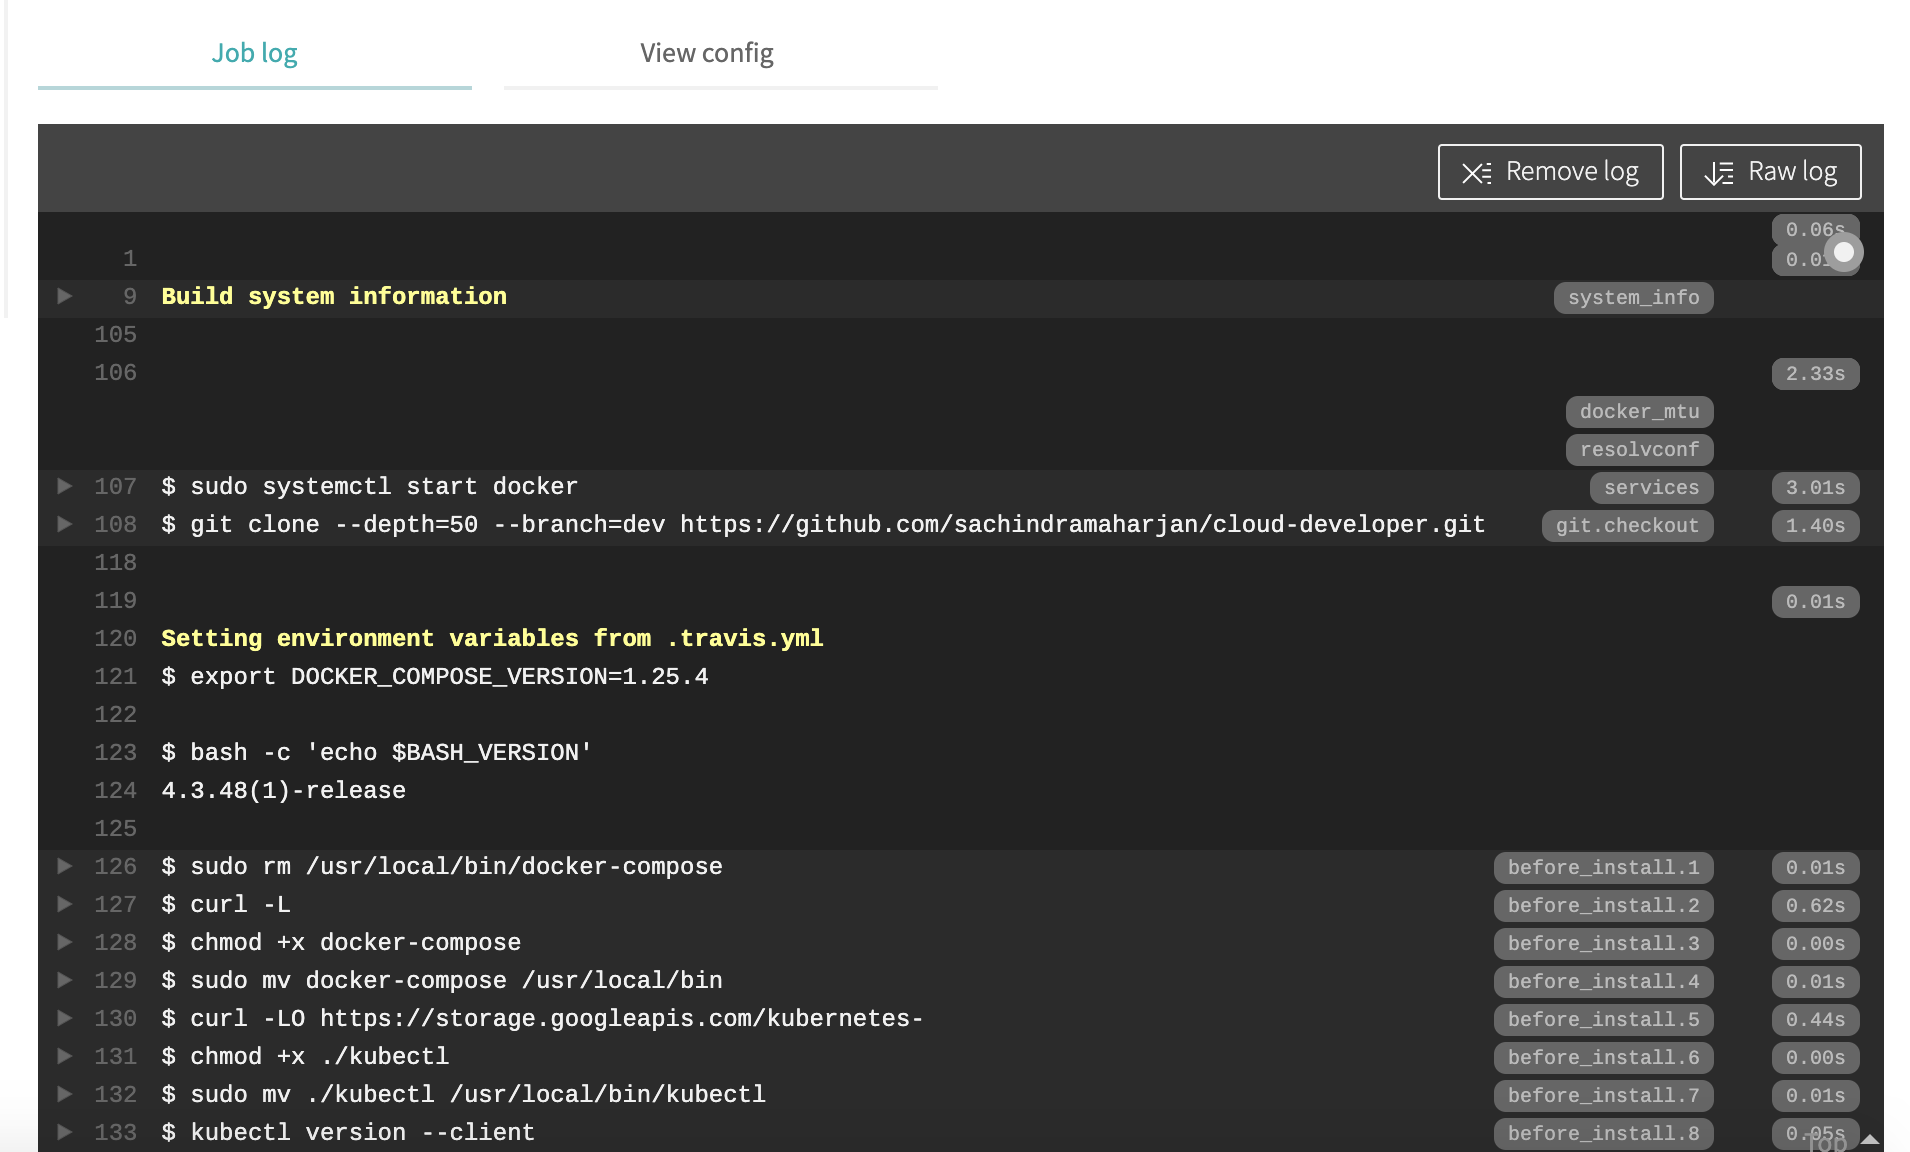 Job log View config
Remove log Raw log
0.06s
1
9 Build system information system_info
105
106 2.33s
docker_mtu
resolvconf
107 $ sudo systemctl start docker services 3.01s
108 $ git clone --depth=50 --branch=dev https://github.com/sachindramaharjan/cloud-developer.git git.checkout 1.40s
118
119 0.01s
120 Setting environment variables from .travis.yml
121 $ export DOCKER_COMPOSE_VERSION=1.25.4
122
123 $ bash -c 'echo $BASH_VERSION'
124 4.3.48(1)-release
125
126 $ sudo rm /usr/local/bin/docker-compose before_install.1 0.01s
127 $ curl -L before_install.2 0.62s
128 $ chmod +x docker-compose before_install.3 0.00s
129 $ sudo mv docker-compose /usr/local/bin before_install.4 0.01s
130 $ curl -LO https://storage.googleapis.com/kubernetes- before_install.5 0.44s
131 $ chmod +x ./kubectl before_install.6 0.00s
132 $ sudo mv ./kubectl /usr/local/bin/kubectl before_install.7 0.01s
133 $ kubectl version --client before_install.8 0.05s
Top